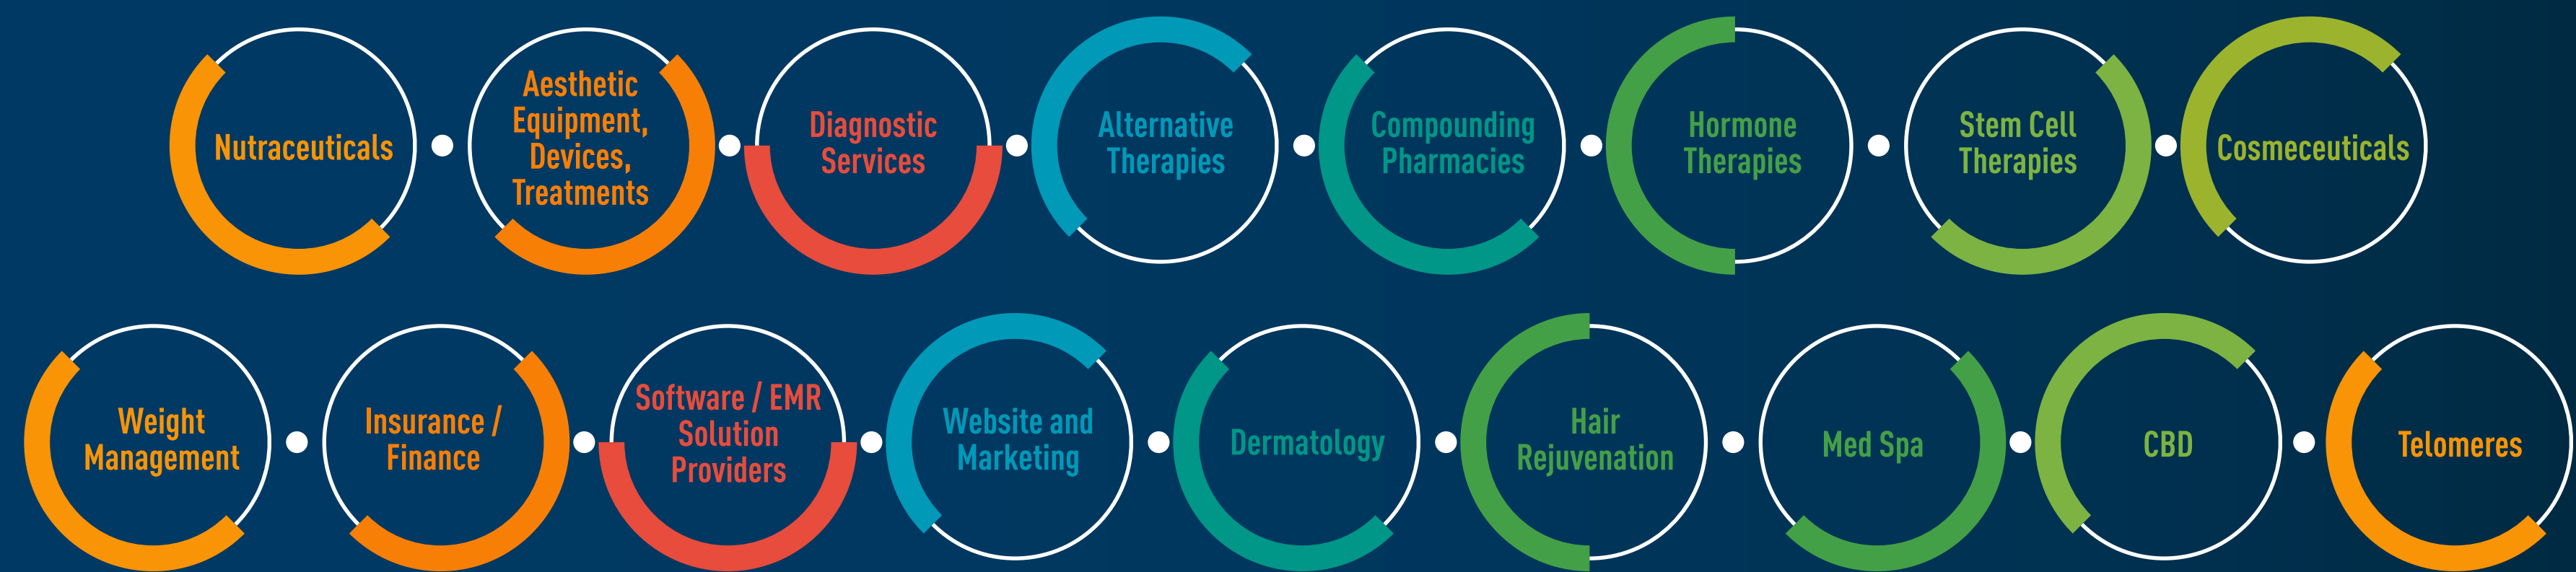 Nutraceuticals
Aesthetic
Equipment,
Devices,
Treatments
Diagnostic
Services
Alternative
Therapies
Compounding
Pharmacies
Hormone
Therapies
Stem Cell
Therapies
Cosmeceuticals
Weight
Management
Insurance /
Finance
Software / EMR
Solution
Providers
Website and
Marketing
Dermatology
Hair
Rejuvenation
Med Spa
CBD
Telomeres